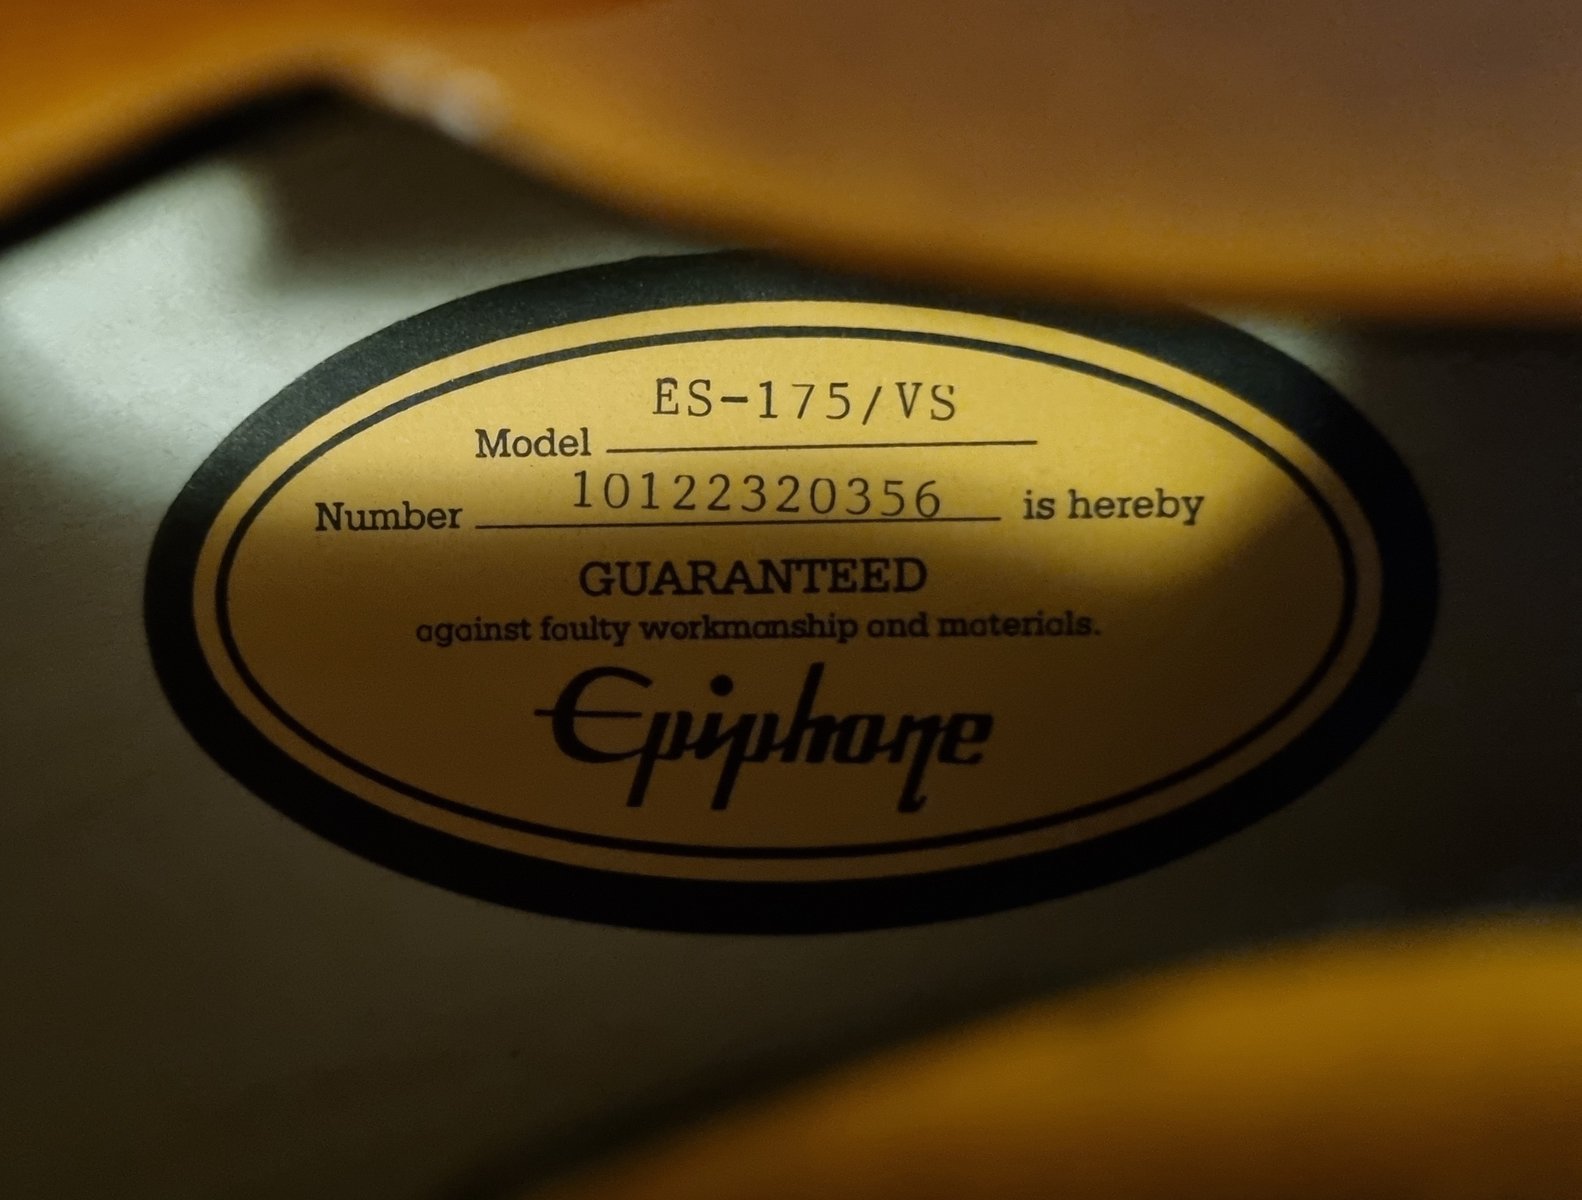 ES-175/VS
Model
10122320356
Number is hereby
GUARANTEED
against faulty workmanship and materials.
Epiphone